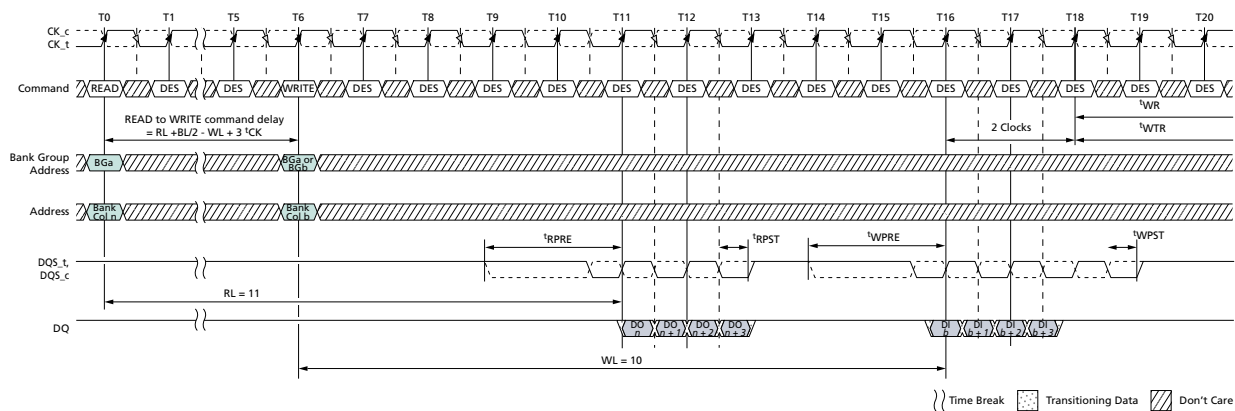 T0 T1 T5 T6 T7 T8 T9 T10 T11 T12 T13 T14 T15 T16 T17 T18 T19 T20
CK_c
CK_t
Command READ DES DES WRITE DES DES DES DES DES DES DES DES DES DES DES DES DES DES
tWR
READ to WRITE command delay
= RL +BL/2 - WL + 3 tCK
2 Clocks
tWTR
Bank Group
Address
BGa
BGa or
BGb
Address
Bank
Col n
Bank
Col b
tRPRE tRPST tWPRE tWPST
DQS_t,
DQS_c
RL = 11
DQ
DO
n
DO
n + 1
DO
n + 2
DO
n + 3
DI
b
DI
b + 1
DI
b + 2
DI
b + 3
WL = 10
Time Break Transitioning Data Don't Care